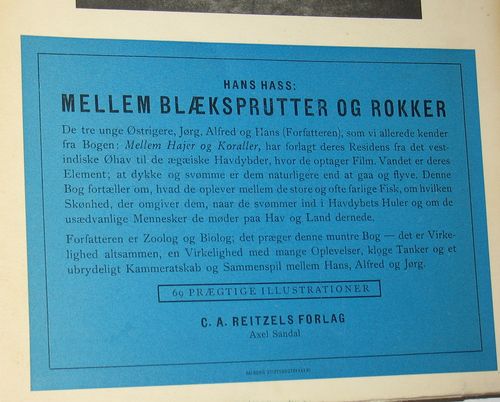 HANS HASS:
MELLEM BLÆKSPRUTTER OG ROKKER
De tre unge Østrigere, Jørg, Alfred og Hans (Forfatteren), som vi allerede kender
fra Bogen: Mellem Hajer og Koraller, har forlagt deres Residens fra det vest-
indiske Øhav til de ægæiske Havdybder, hvor de optager Film. Vandet er deres
Element; at dykke og svømme er dem naturligere end at gaa og flyve. Denne
Bog fortæller om, hvad de oplever mellem de store og ofte farlige Fisk, om hvilken
Skønhed, der omgiver dem, naar de svømmer ind i Havdybets Huler og om de
usædvanlige Mennesker de møder paa Hav og Land dernede.
Forfatteren er Zoolog og Biolog; det præger denne muntre Bog — det er Virke-
lighed altsammen, en Virkelighed med mange Oplevelser, kloge Tanker og et
ubrydeligt Kammeratskab og Sammenspil mellem Hans, Alfred og Jørg.
69 PRÆGTIGE ILLUSTRATIONER
C. A. REITZELS FORLAG
Axel Sandal
AALBORG STIFTSBOGTRYKKERI